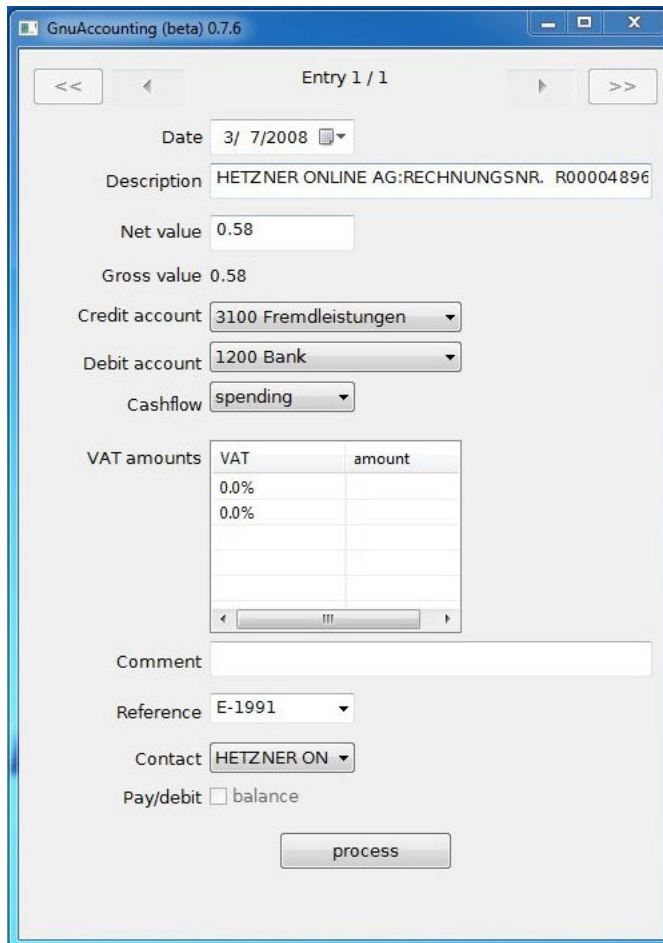 GnuAccounting (beta) 0.7.6
<< Entry 1 / 1 >>
Date 3/ 7/2008
Description HETZNER ONLINE AG:RECHNUNGSNR. R00004896
Net value 0.58
Gross value 0.58
Credit account 3100 Fremdleistungen
Debit account 1200 Bank
Cashflow spending
VAT amounts VAT amount
0.0%
0.0%
Comment
Reference E-1991
Contact HETZNER ON
Pay/debit balance
process